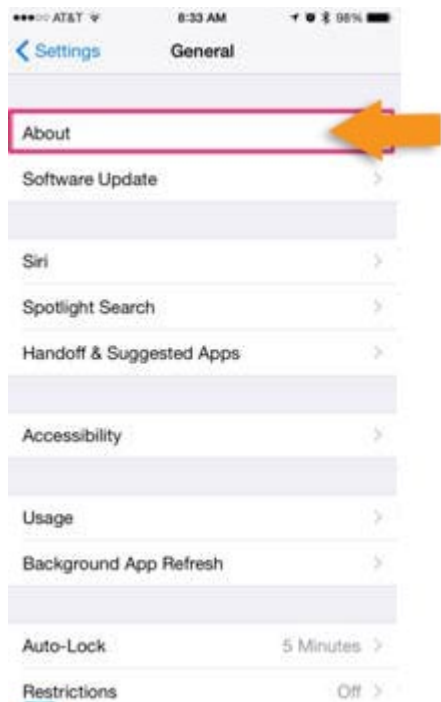 AT&T 8:33 AM 98%
Settings General
About
Software Update
Siri
Spotlight Search
Handoff & Suggested Apps
Accessibility
Usage
Background App Refresh
Auto-Lock 5 Minutes
Restrictions Off